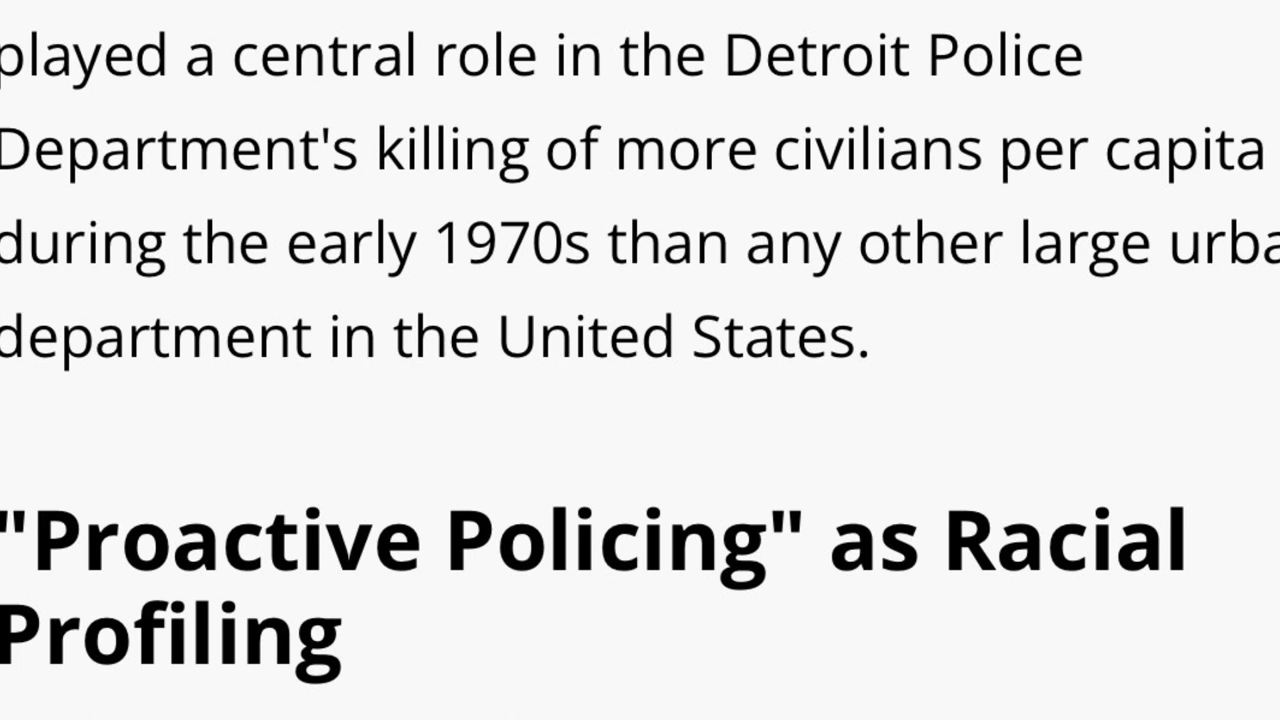 played a central role in the Detroit Police
Department's killing of more civilians per capita
during the early 1970s than any other large urba
department in the United States.
"Proactive Policing" as Racial
Profiling